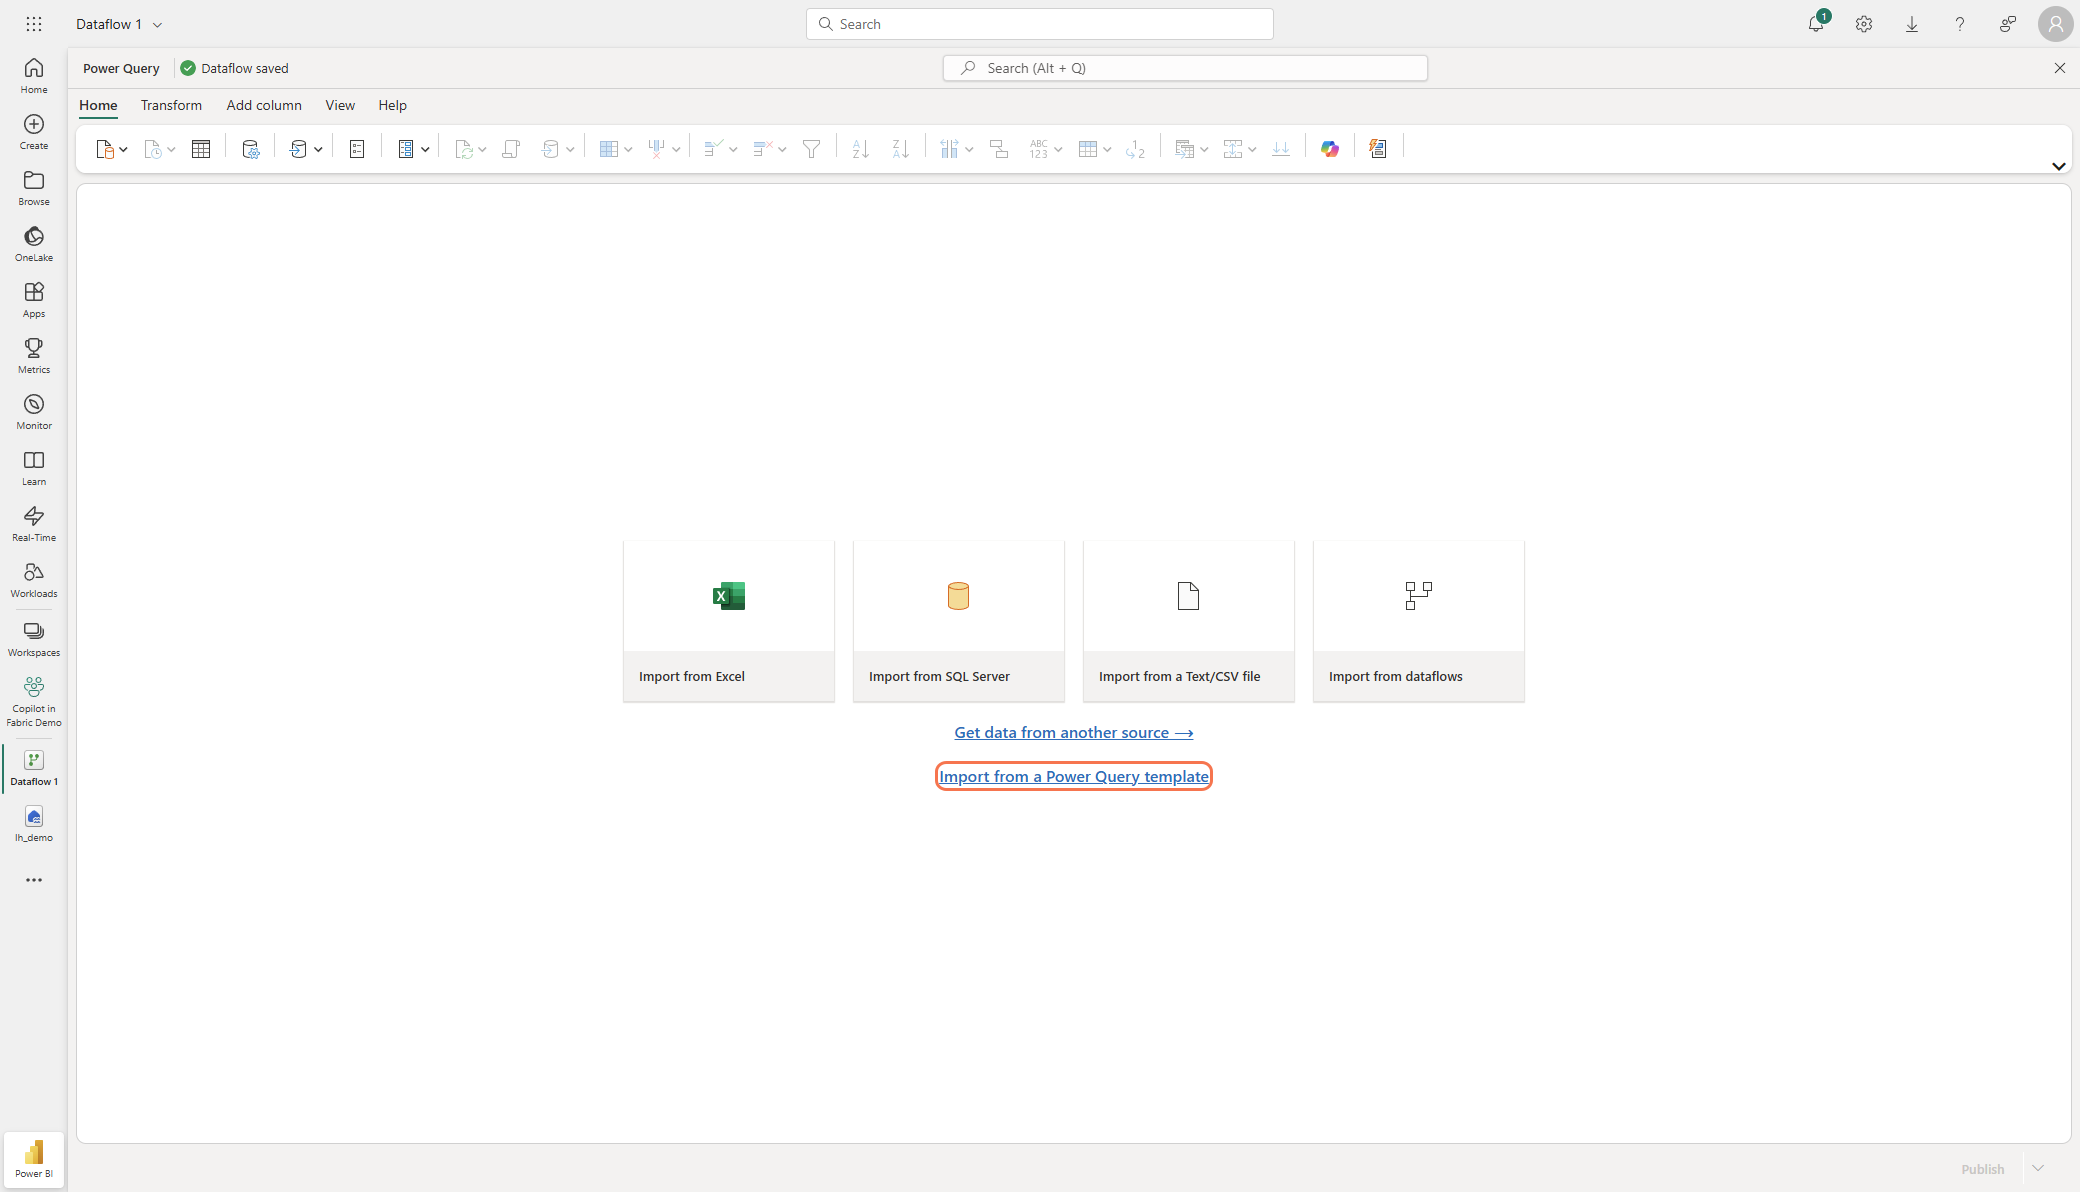 Dataflow 1
Search
1
Power Query
Dataflow saved
Search (Alt + Q)
Home
Transform
Add column
View
Help
Home
Create
Browse
OneLake
Apps
Metrics
Monitor
Learn
Real-Time
Workloads
Workspaces
Copilot in
Fabric Demo
Dataflow 1
lh_demo
Power BI
A
Z
Z
A
ABC
123
1
2
X
Import from Excel
Import from SQL Server
Import from a Text/CSV file
Import from dataflows
Get data from another source →
Import from a Power Query template
Publish